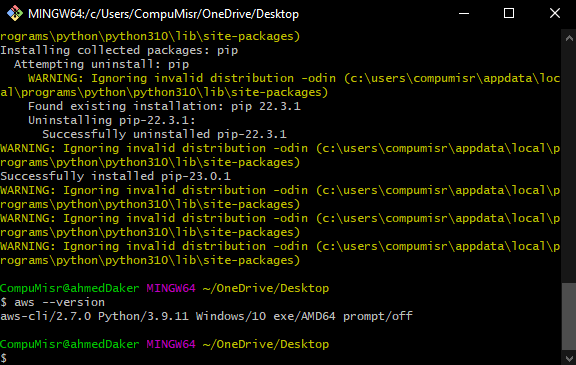 MINGW64:/c/Users/CompuMisr/OneDrive/Desktop
rograms\python\python310\lib\site-packages)
Installing collected packages: pip
  Attempting uninstall: pip
    WARNING: Ignoring invalid distribution -odin (c:\users\compumisr\appdata\loc
al\programs\python\python310\lib\site-packages)
    Found existing installation: pip 22.3.1
    Uninstalling pip-22.3.1:
      Successfully uninstalled pip-22.3.1
WARNING: Ignoring invalid distribution -odin (c:\users\compumisr\appdata\local\p
rograms\python\python310\lib\site-packages)
Successfully installed pip-23.0.1
WARNING: Ignoring invalid distribution -odin (c:\users\compumisr\appdata\local\p
rograms\python\python310\lib\site-packages)
WARNING: Ignoring invalid distribution -odin (c:\users\compumisr\appdata\local\p
rograms\python\python310\lib\site-packages)
WARNING: Ignoring invalid distribution -odin (c:\users\compumisr\appdata\local\p
rograms\python\python310\lib\site-packages)

CompuMisr@ahmedDaker MINGW64 ~/OneDrive/Desktop
$ aws --version
aws-cli/2.7.0 Python/3.9.11 Windows/10 exe/AMD64 prompt/off

CompuMisr@ahmedDaker MINGW64 ~/OneDrive/Desktop
$